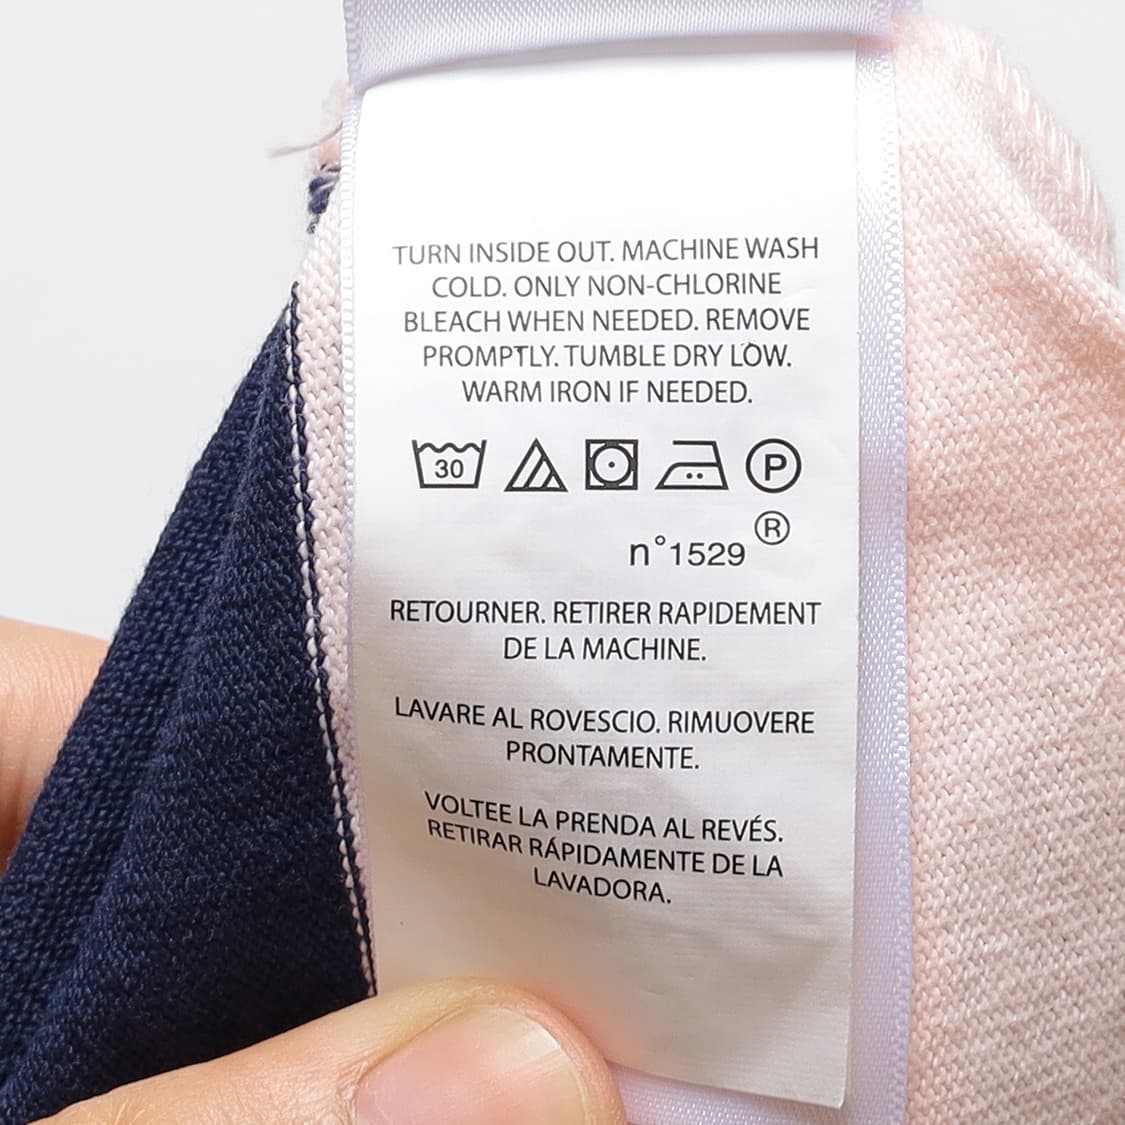 TURN INSIDE OUT. MACHINE WASH
COLD. ONLY NON-CHLORINE
BLEACH WHEN NEEDED. REMOVE
PROMPTLY. TUMBLE DRY LOW.
WARM IRON IF NEEDED.
30 P
n°1529 ®
RETOURNER. RETIRER RAPIDEMENT
DE LA MACHINE.
LAVARE AL ROVESCIO. RIMUOVERE
PRONTAMENTE.
VOLTEE LA PRENDA AL REVÉS.
RETIRAR RÁPIDAMENTE DE LA
LAVADORA.